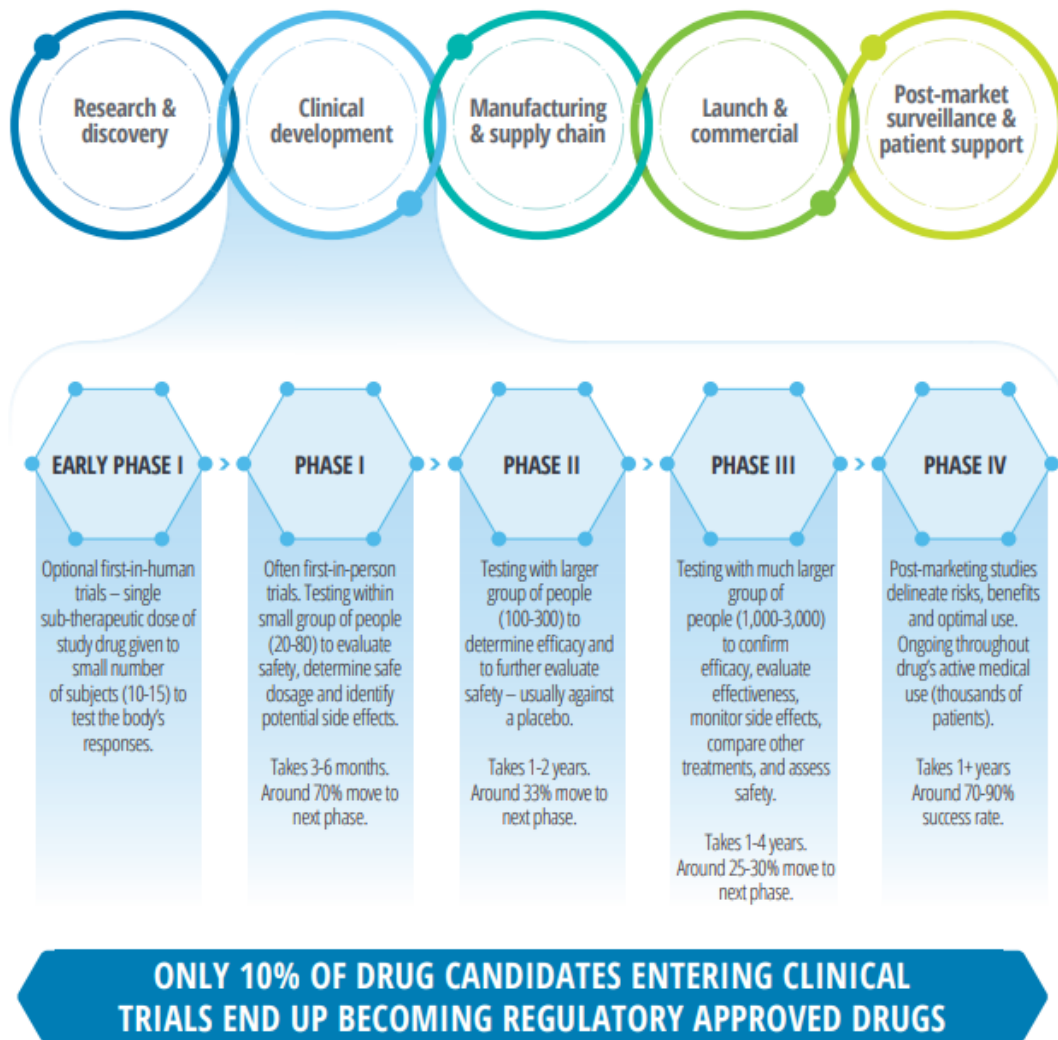 Research &
discovery
Clinical
development
Manufacturing
& supply chain
Launch &
commercial
Post-market
surveillance &
patient support
EARLY PHASE I
>
PHASE I
>
PHASE II
>
PHASE III
>
PHASE IV
Optional first-in-human
trials – single
sub-therapeutic dose of
study drug given to
small number
of subjects (10-15) to
test the body's
responses.
Often first-in-person
trials. Testing within
small group of people
(20-80) to evaluate
safety, determine safe
dosage and identify
potential side effects.
Takes 3-6 months.
Around 70% move to
next phase.
Testing with larger
group of people
(100-300) to
determine efficacy and
to further evaluate
safety – usually against
a placebo.
Takes 1-2 years.
Around 33% move to
next phase.
Testing with much larger
group of
people (1,000-3,000)
to confirm
efficacy, evaluate
effectiveness,
monitor side effects,
compare other
treatments, and assess
safety.
Takes 1-4 years.
Around 25-30% move to
next phase.
Post-marketing studies
delineate risks, benefits
and optimal use.
Ongoing throughout
drug's active medical
use (thousands of
patients).
Takes 1+ years
Around 70-90%
success rate.
ONLY 10% OF DRUG CANDIDATES ENTERING CLINICAL
TRIALS END UP BECOMING REGULATORY APPROVED DRUGS